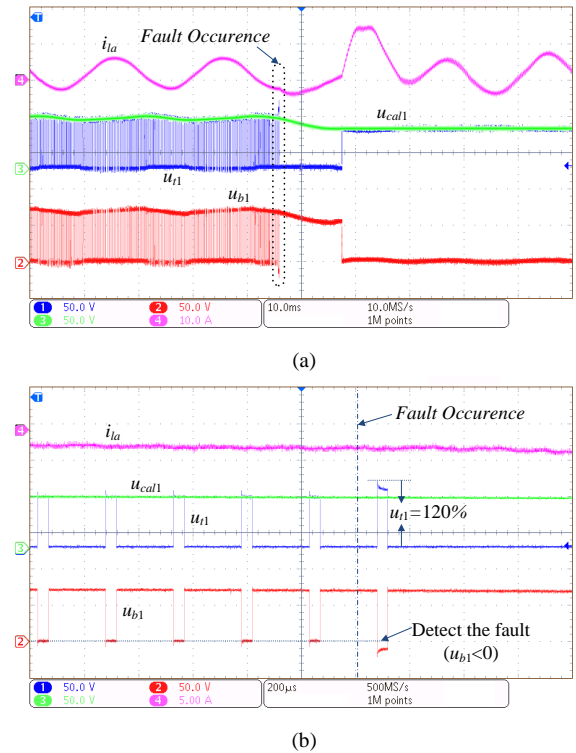 T
i_la
Fault Occurence
4
u_cal1
3
u_t1
u_b1
2
1 50.0 V 2 50.0 V 10.0ms 10.0MS/s
3 50.0 V 4 10.0 A 1M points
(a)
T
i_la
Fault Occurence
4
u_cal1
u_t1
u_t1=120%
3
u_b1
Detect the fault
2
(u_b1<0)
1 50.0 V 2 50.0 V 200µs 500MS/s
3 50.0 V 4 5.00 A 1M points
(b)